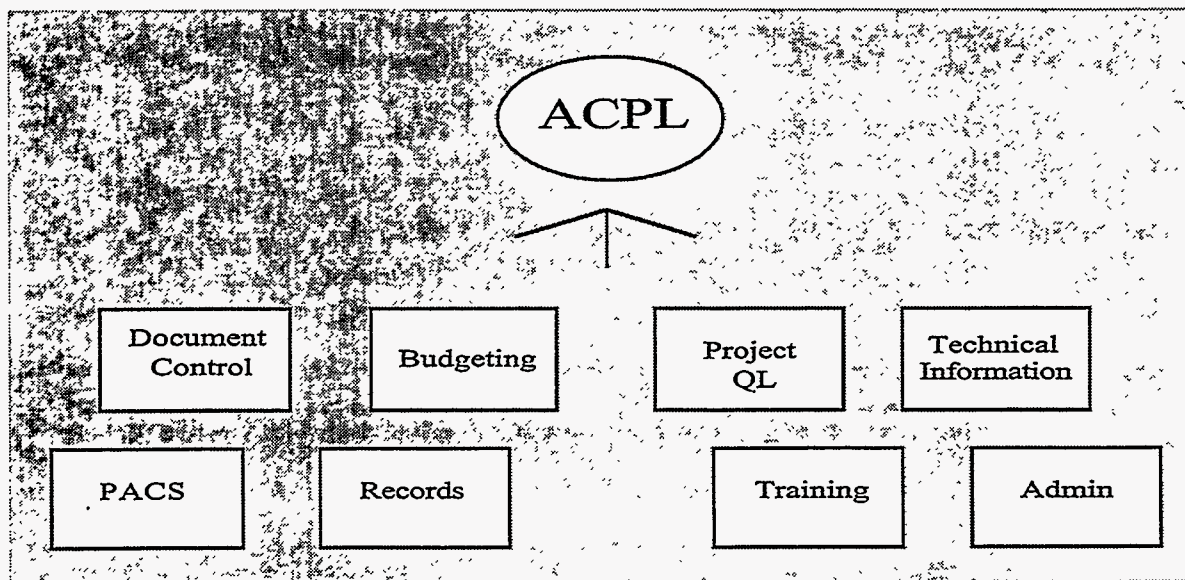 ACPL
Document
Control
Budgeting
Project
QL
Technical
Information
PACS
Records
Training
Admin